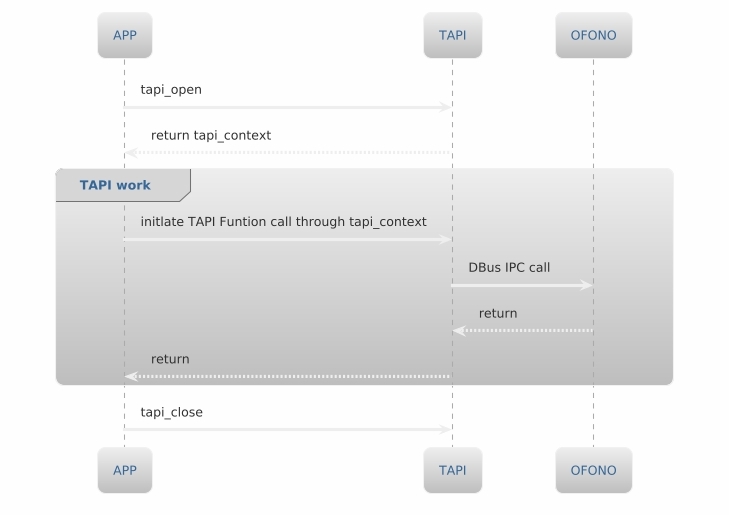 APP TAPI OFONO
tapi_open
return tapi_context
TAPI work
initlate TAPI Funtion call through tapi_context
DBus IPC call
return
return
tapi_close
APP TAPI OFONO